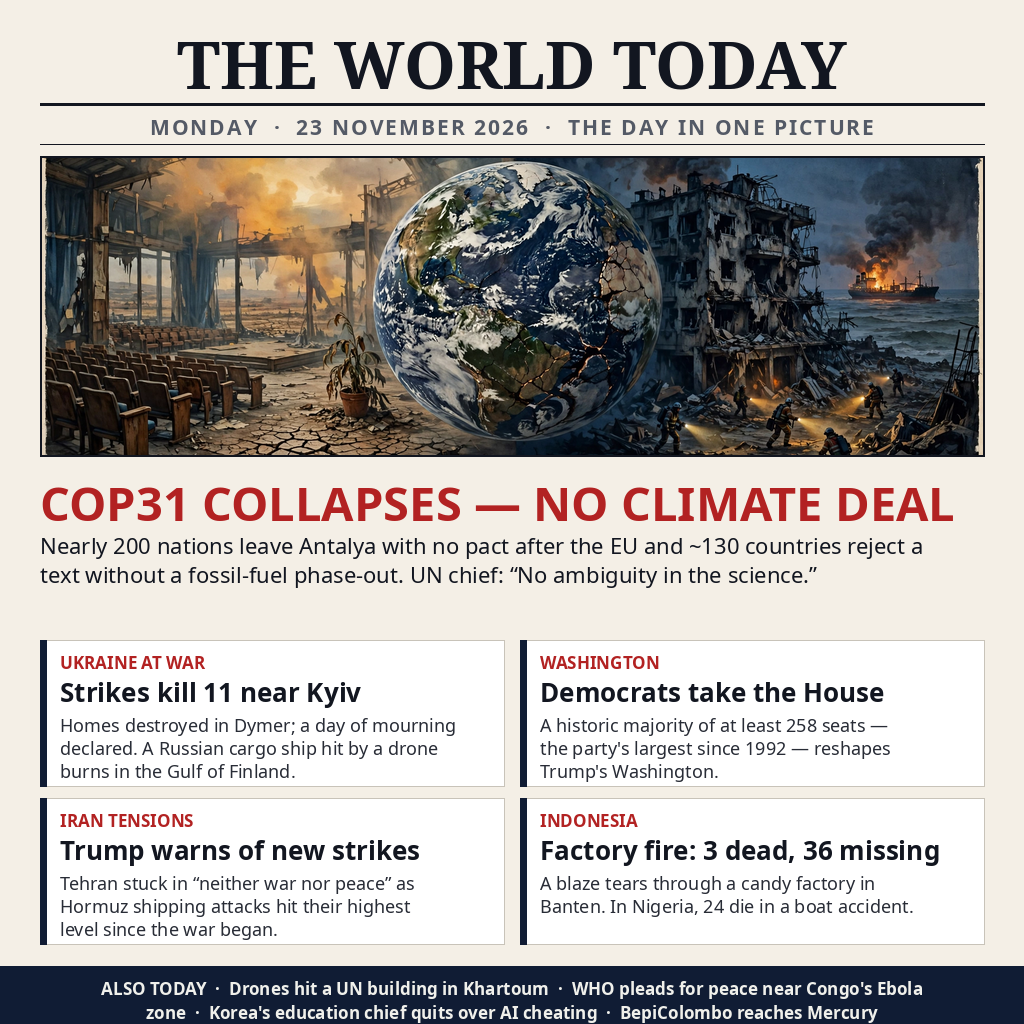 THE WORLD TODAY
MONDAY · 23 NOVEMBER 2026 · THE DAY IN ONE PICTURE
COP31 COLLAPSES — NO CLIMATE DEAL
Nearly 200 nations leave Antalya with no pact after the EU and ~130 countries reject a
text without a fossil-fuel phase-out. UN chief: “No ambiguity in the science.”
UKRAINE AT WAR
Strikes kill 11 near Kyiv
Homes destroyed in Dymer; a day of mourning
declared. A Russian cargo ship hit by a drone
burns in the Gulf of Finland.
WASHINGTON
Democrats take the House
A historic majority of at least 258 seats —
the party's largest since 1992 — reshapes
Trump's Washington.
IRAN TENSIONS
Trump warns of new strikes
Tehran stuck in “neither war nor peace” as
Hormuz shipping attacks hit their highest
level since the war began.
INDONESIA
Factory fire: 3 dead, 36 missing
A blaze tears through a candy factory in
Banten. In Nigeria, 24 die in a boat accident.
ALSO TODAY · Drones hit a UN building in Khartoum · WHO pleads for peace near Congo's Ebola
zone · Korea's education chief quits over AI cheating · BepiColombo reaches Mercury